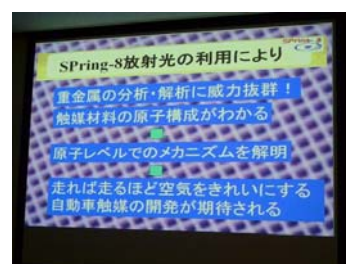 SPring-8
SPring-8放射光の利用により
重金属の分析・解析に威力抜群！
触媒材料の原子構成がわかる
原子レベルでのメカニズムを解明
走れば走るほど空気をきれいにする
自動車触媒の開発が期待される